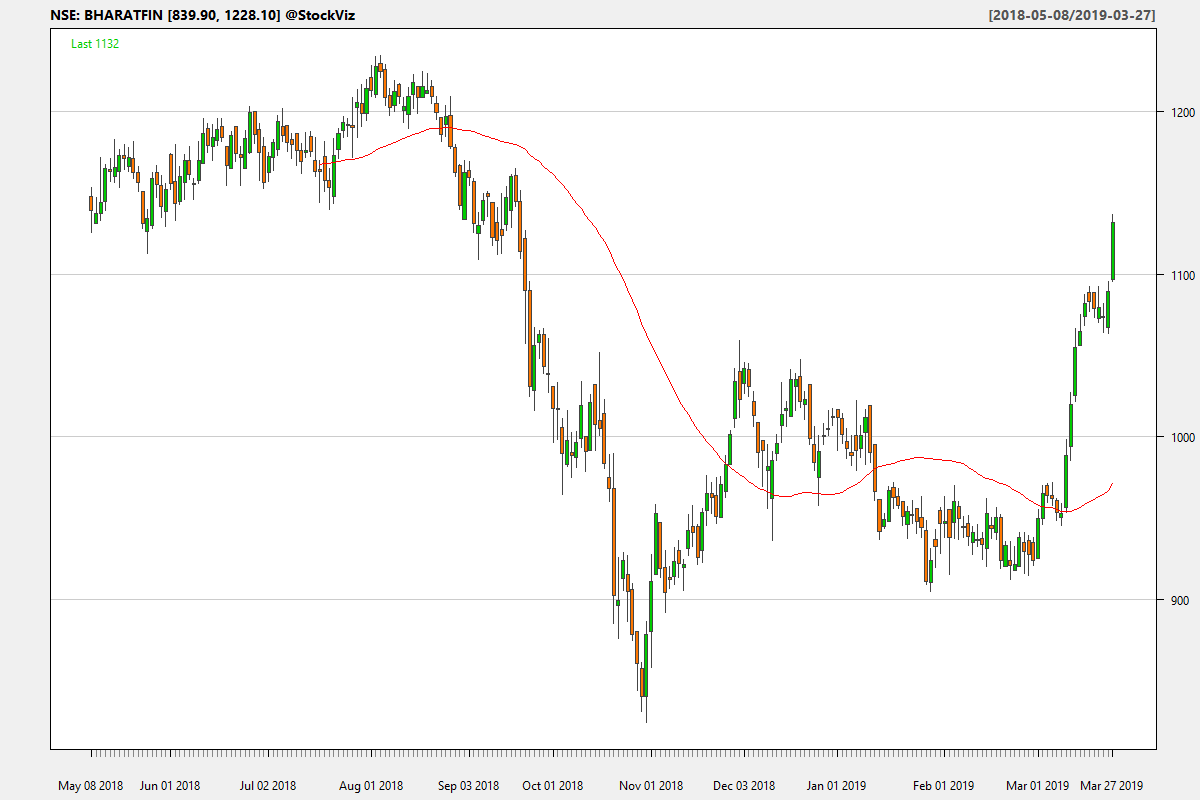 NSE: BHARATFIN [839.90, 1228.10] @StockViz [2018-05-08/2019-03-27]
Last 1132
1200
1100
1000
900
May 08 2018 Jun 01 2018 Jul 02 2018 Aug 01 2018 Sep 03 2018 Oct 01 2018 Nov 01 2018 Dec 03 2018 Jan 01 2019 Feb 01 2019 Mar 01 2019 Mar 27 2019